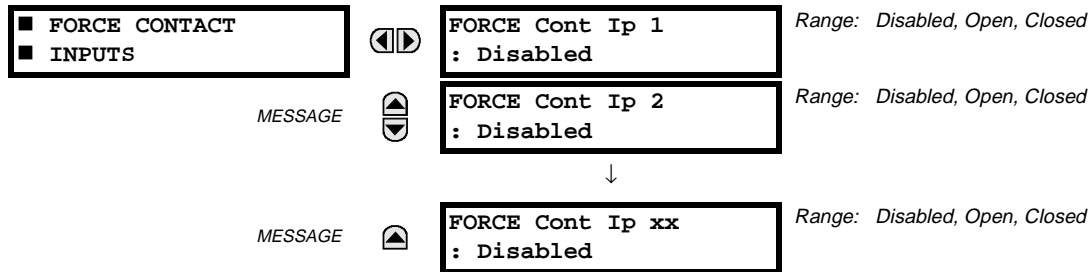 ■ FORCE CONTACT
■ INPUTS
FORCE Cont Ip 1
: Disabled
Range: Disabled, Open, Closed
MESSAGE
FORCE Cont Ip 2
: Disabled
Range: Disabled, Open, Closed
↓
MESSAGE
FORCE Cont Ip xx
: Disabled
Range: Disabled, Open, Closed